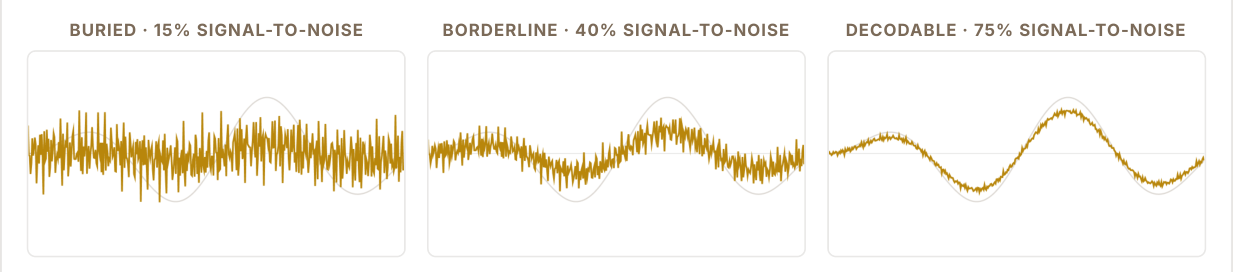 BURIED · 15% SIGNAL-TO-NOISE
BORDERLINE · 40% SIGNAL-TO-NOISE
DECODABLE · 75% SIGNAL-TO-NOISE